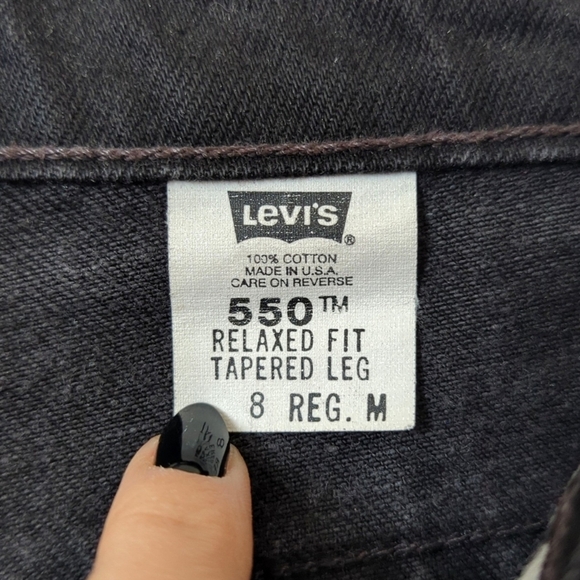 Levi's ®
100% COTTON
MADE IN U.S.A.
CARE ON REVERSE
550™
RELAXED FIT
TAPERED LEG
8 REG. M